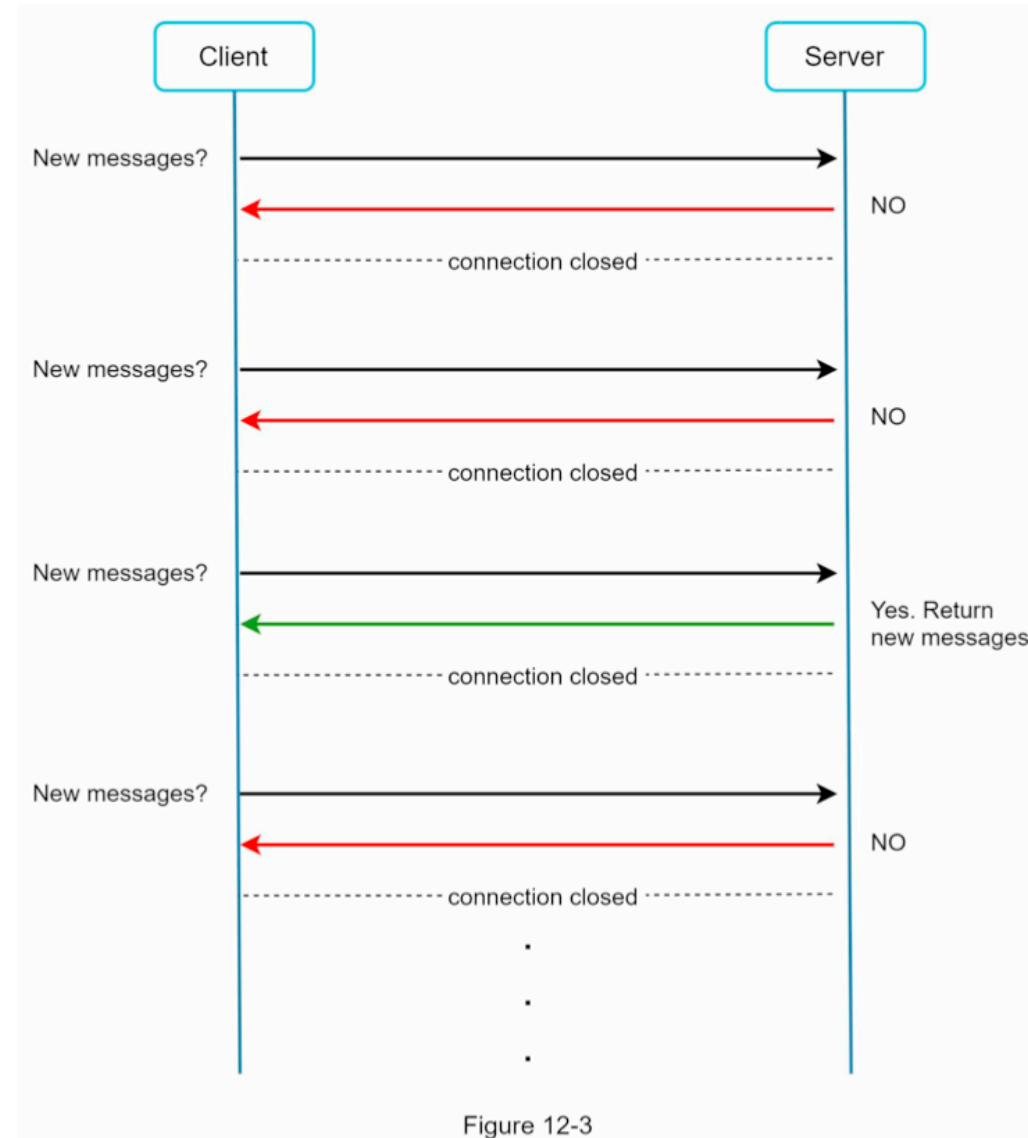 Client
Server
New messages?
NO
connection closed
New messages?
NO
connection closed
New messages?
Yes. Return
new messages
connection closed
New messages?
NO
connection closed
Figure 12-3